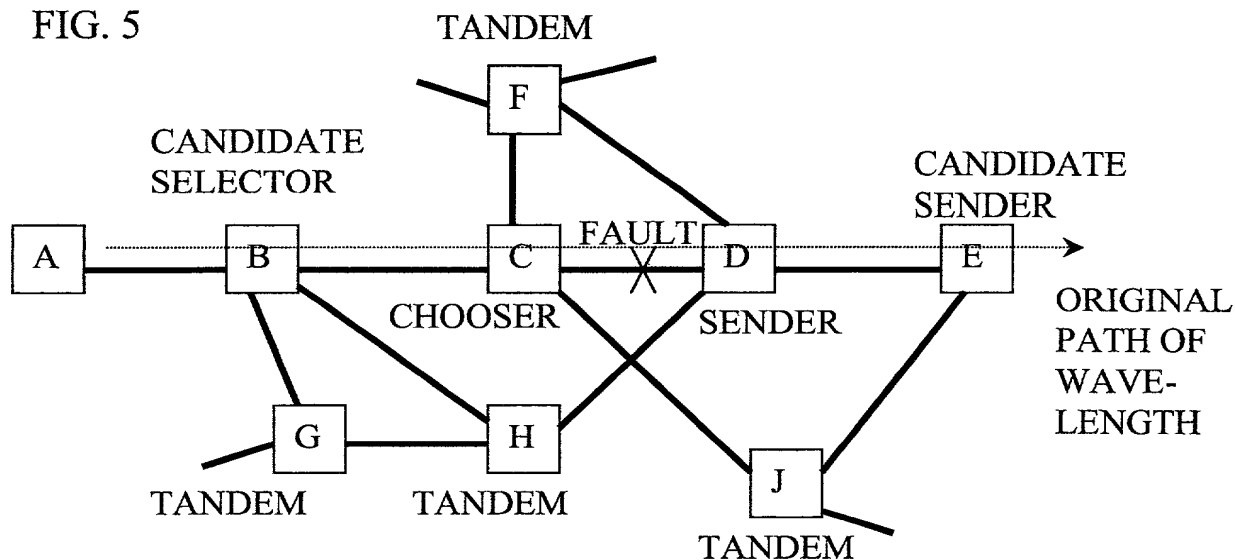 FIG. 5
TANDEM
F
CANDIDATE
SELECTOR
CANDIDATE
SENDER
FAULT
A
B
C
D
E
CHOOSER
SENDER
ORIGINAL
PATH OF
WAVE-
LENGTH
G
H
J
TANDEM
TANDEM
TANDEM